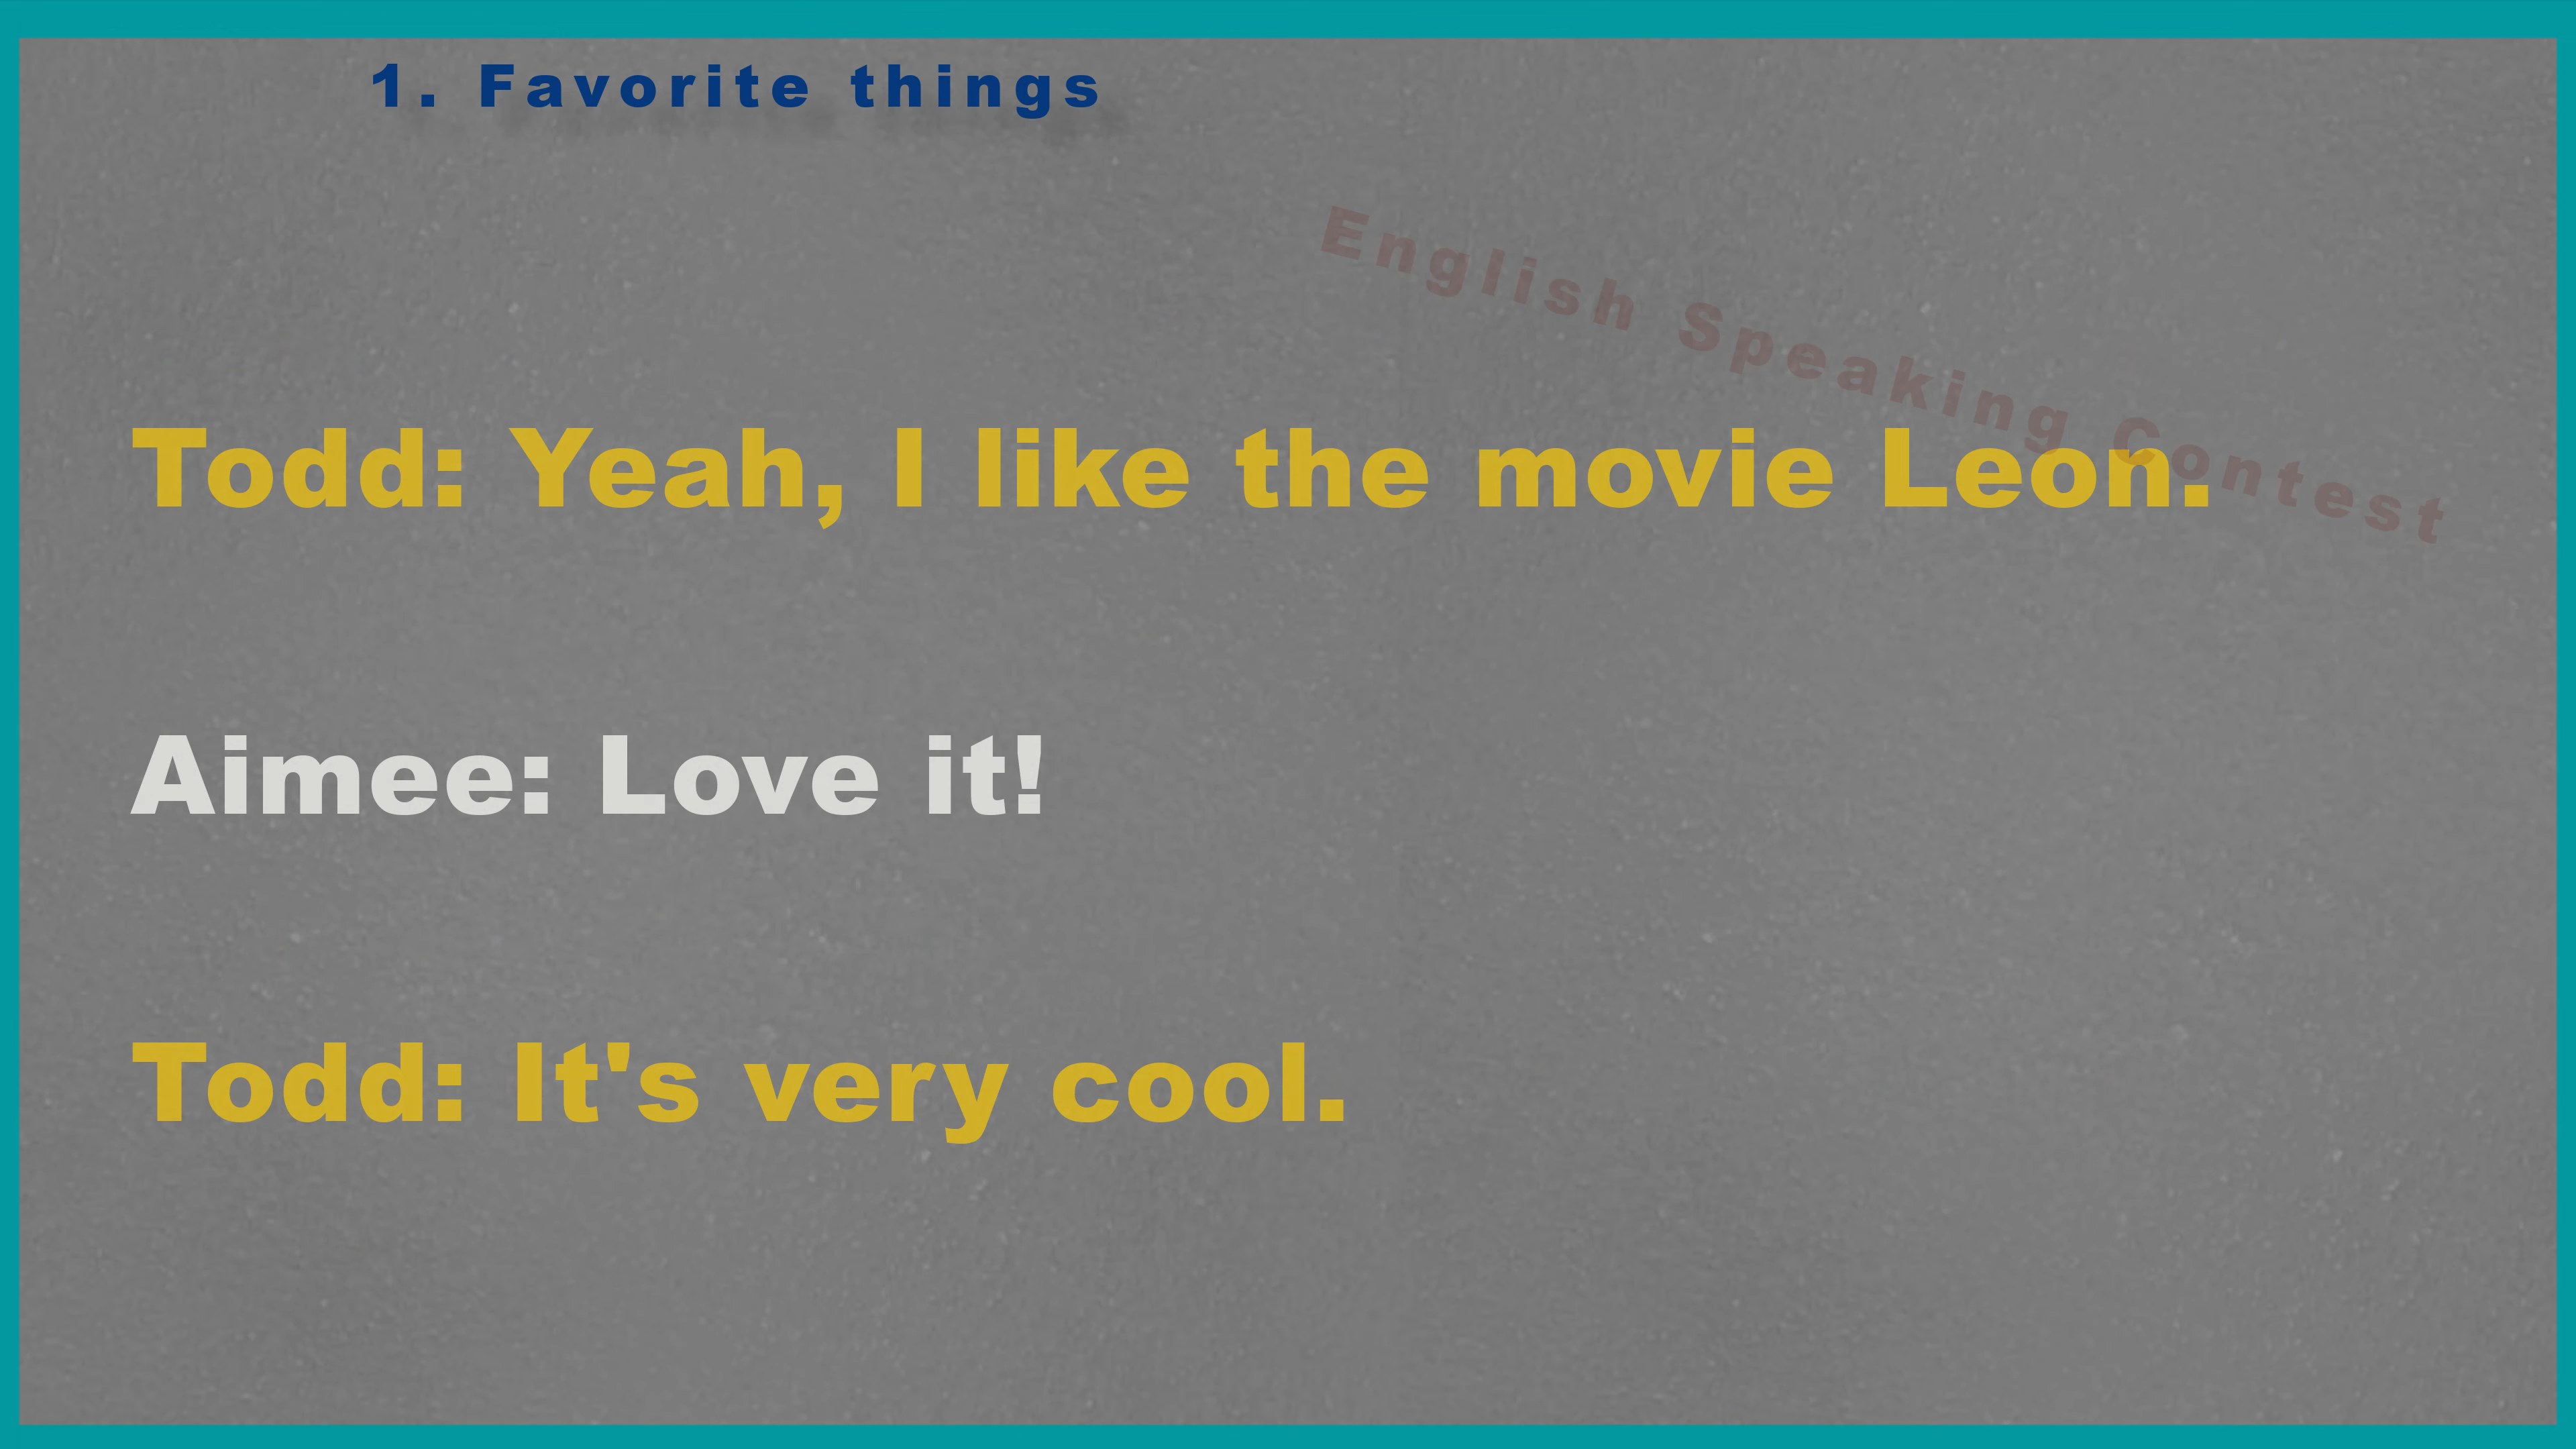 1. Favorite things
English Speaking Contest
Todd: Yeah, I like the movie Leon.
Aimee: Love it!
Todd: It's very cool.